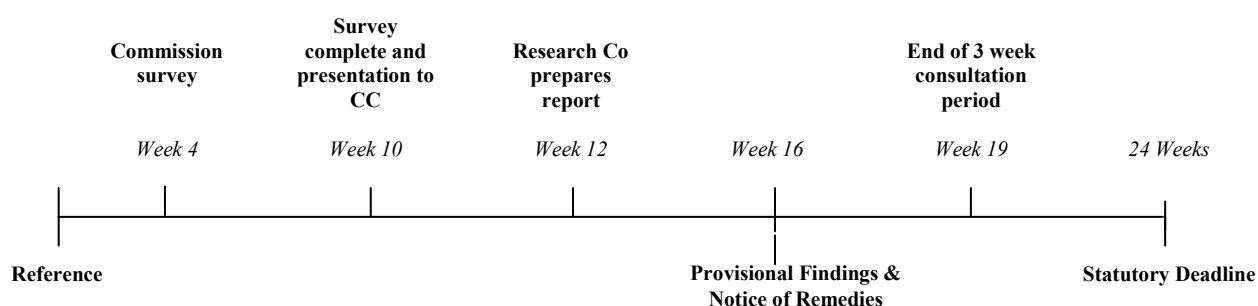 Commission
survey
Survey
complete and
presentation to
CC
Research Co
prepares
report
End of 3 week
consultation
period
Week 4
Week 10
Week 12
Week 16
Week 19
24 Weeks
Reference
Provisional Findings &
Notice of Remedies
Statutory Deadline